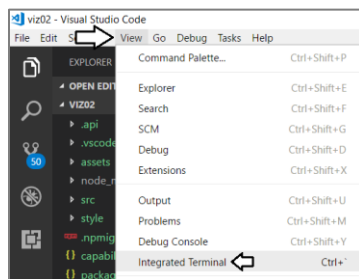 viz02 - Visual Studio Code
File Edit View Go Debug Tasks Help
EXPLORER
OPEN EDIT
VIZ02
.api
.vscode
assets
src
style
.npmig
{} capabil
{} packag
50
Command Palette... Ctrl+Shift+P
Explorer Ctrl+Shift+E
Search Ctrl+Shift+F
SCM Ctrl+Shift+G
Debug Ctrl+Shift+D
Extensions Ctrl+Shift+X
Output Ctrl+Shift+U
Problems Ctrl+Shift+M
Debug Console Ctrl+Shift+Y
Integrated Terminal Ctrl+`